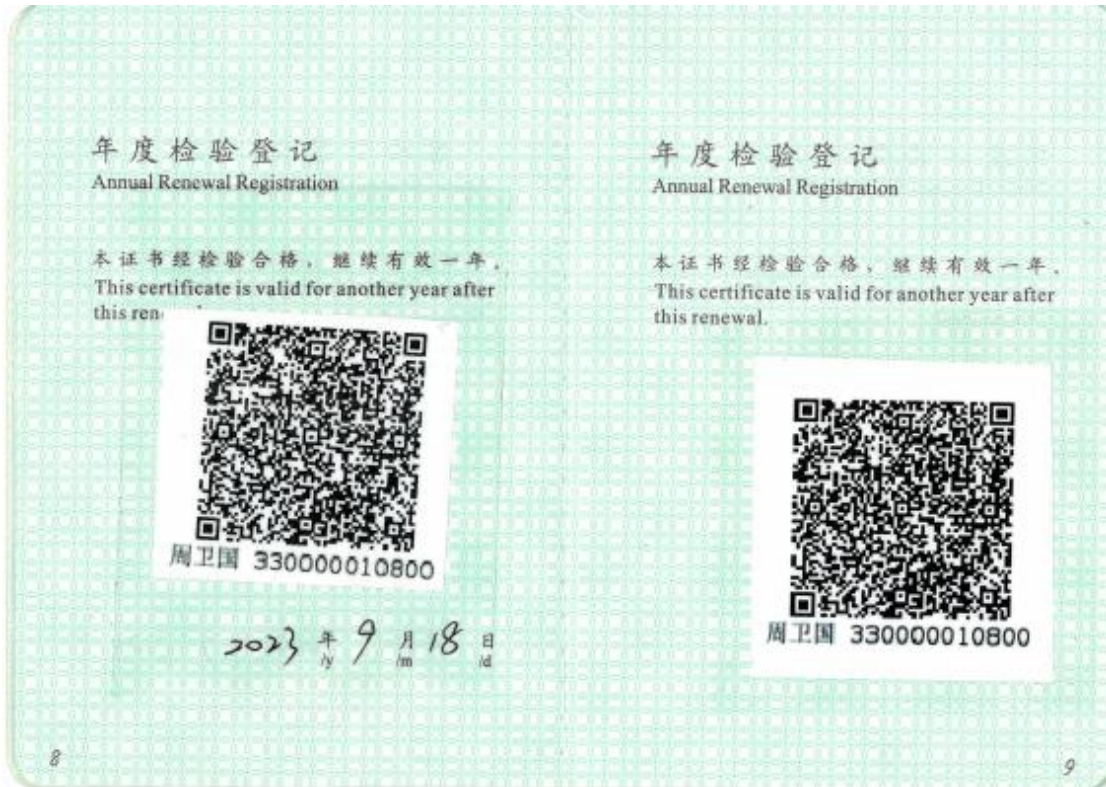 年度检验登记
Annual Renewal Registration
本证书经检验合格，继续有效一年。
This certificate is valid for another year after
this
周卫国 330000010800
2023 年 9 月 18 日
/y /m /d
8
年度检验登记
Annual Renewal Registration
本证书经检验合格，继续有效一年。
This certificate is valid for another year after
this renewal.
周卫国 330000010800
9